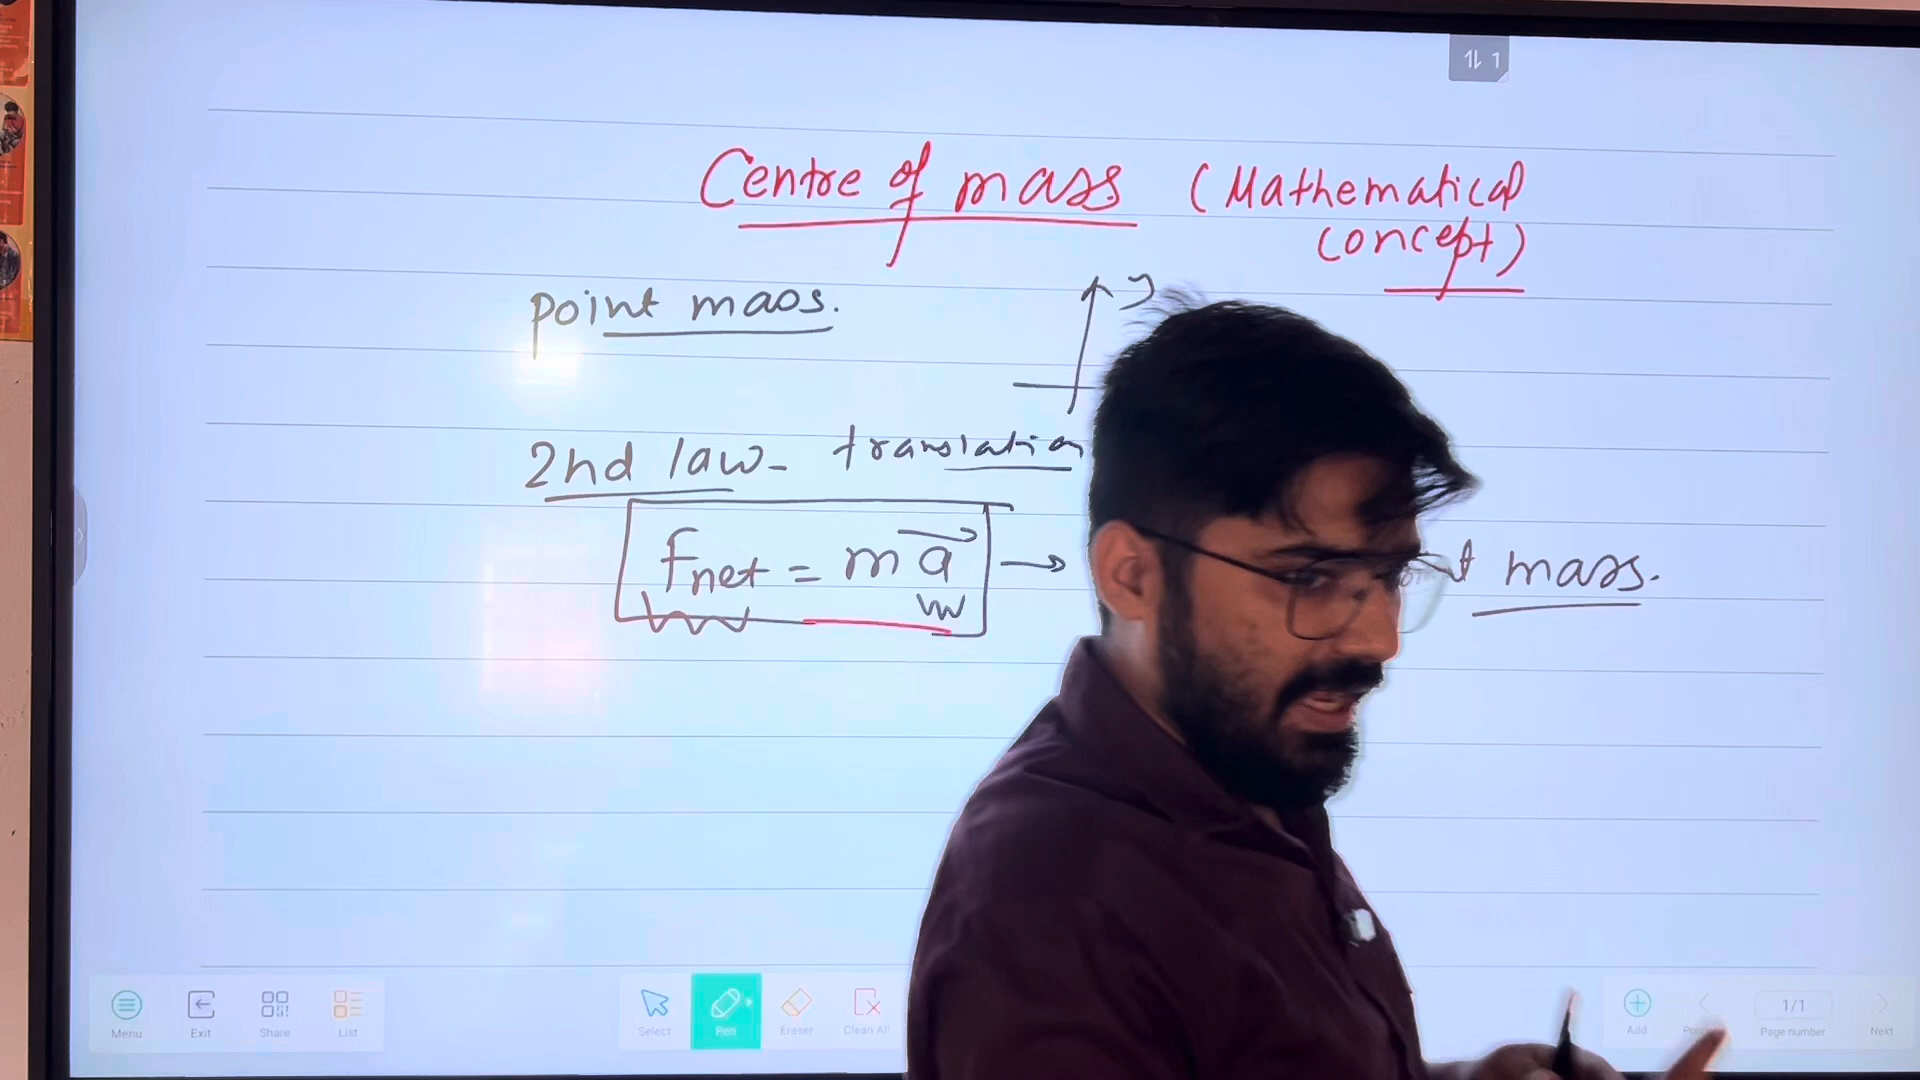 ⇅ 1
Centre of mass (Mathematical
concept)
point mass.
y
2nd law - translation
Fnet = ma → mass.
Menu Exit Share List Select Pen Eraser Clean All Add 1/1 Page number Next